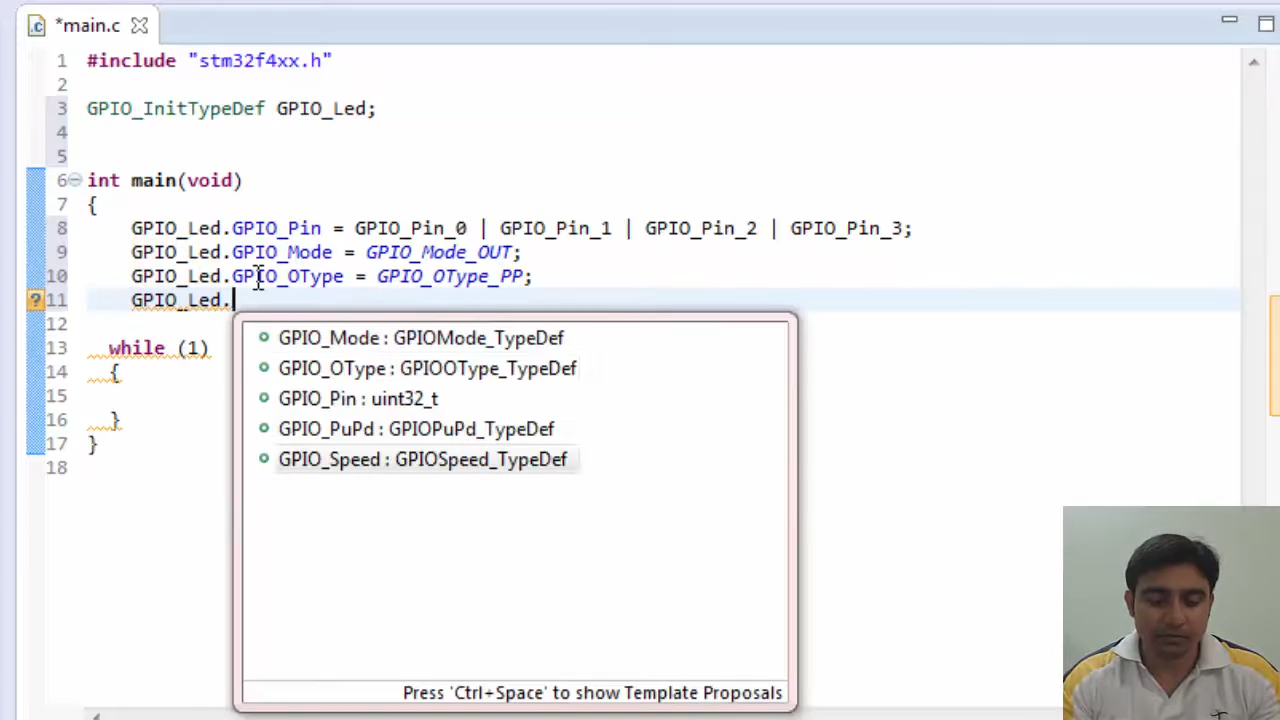 *main.c
1 #include "stm32f4xx.h"
2
3 GPIO_InitTypeDef GPIO_Led;
4
5
6 int main(void)
7 {
8 GPIO_Led.GPIO_Pin = GPIO_Pin_0 | GPIO_Pin_1 | GPIO_Pin_2 | GPIO_Pin_3;
9 GPIO_Led.GPIO_Mode = GPIO_Mode_OUT;
10 GPIO_Led.GPIO_OType = GPIO_OType_PP;
11 GPIO_Led.
12
13 while (1)
14 {
15
16 }
17 }
18
GPIO_Mode : GPIOMode_TypeDef
GPIO_OType : GPIOOType_TypeDef
GPIO_Pin : uint32_t
GPIO_PuPd : GPIOPuPd_TypeDef
GPIO_Speed : GPIOSpeed_TypeDef
Press 'Ctrl+Space' to show Template Proposals